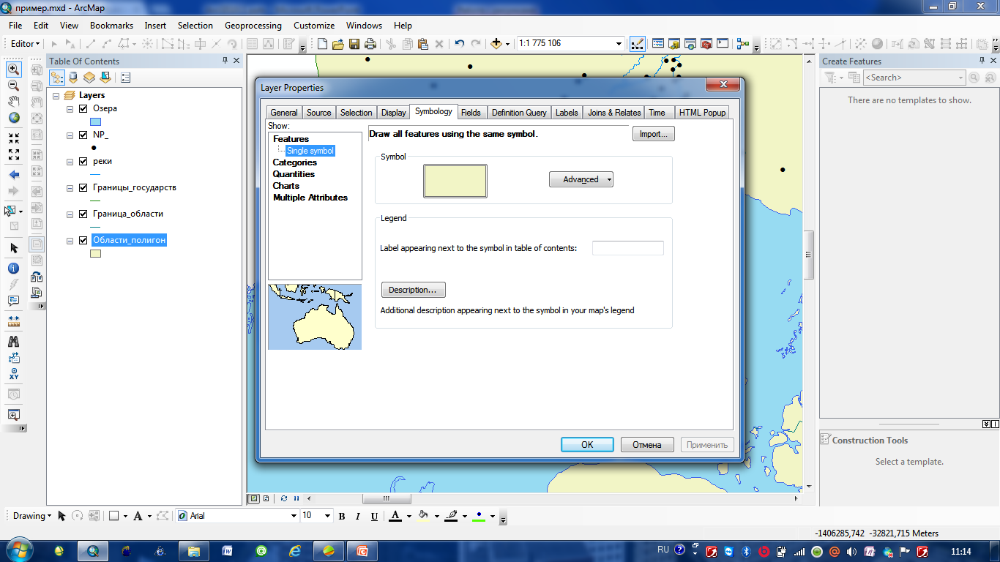 пример.mxd - ArcMap
File Edit View Bookmarks Insert Selection Geoprocessing Customize Windows Help
Editor 1:1 775 106
Table Of Contents
Layers
Озера
NP_
реки
Границы_государств
Граница_области
Области_полигон
Layer Properties
General Source Selection Display Symbology Fields Definition Query Labels Joins & Relates Time HTML Popup
Show:
Features
Single symbol
Categories
Quantities
Charts
Multiple Attributes
Draw all features using the same symbol.
Import...
Symbol
Advanced
Legend
Label appearing next to the symbol in table of contents:
Description...
Additional description appearing next to the symbol in your map's legend
OK Отмена Применить
Create Features
<Search>
There are no templates to show.
Construction Tools
Select a template.
Drawing A Arial 10 B I U A
-1406285,742 -32821,715 Meters
RU 11:14